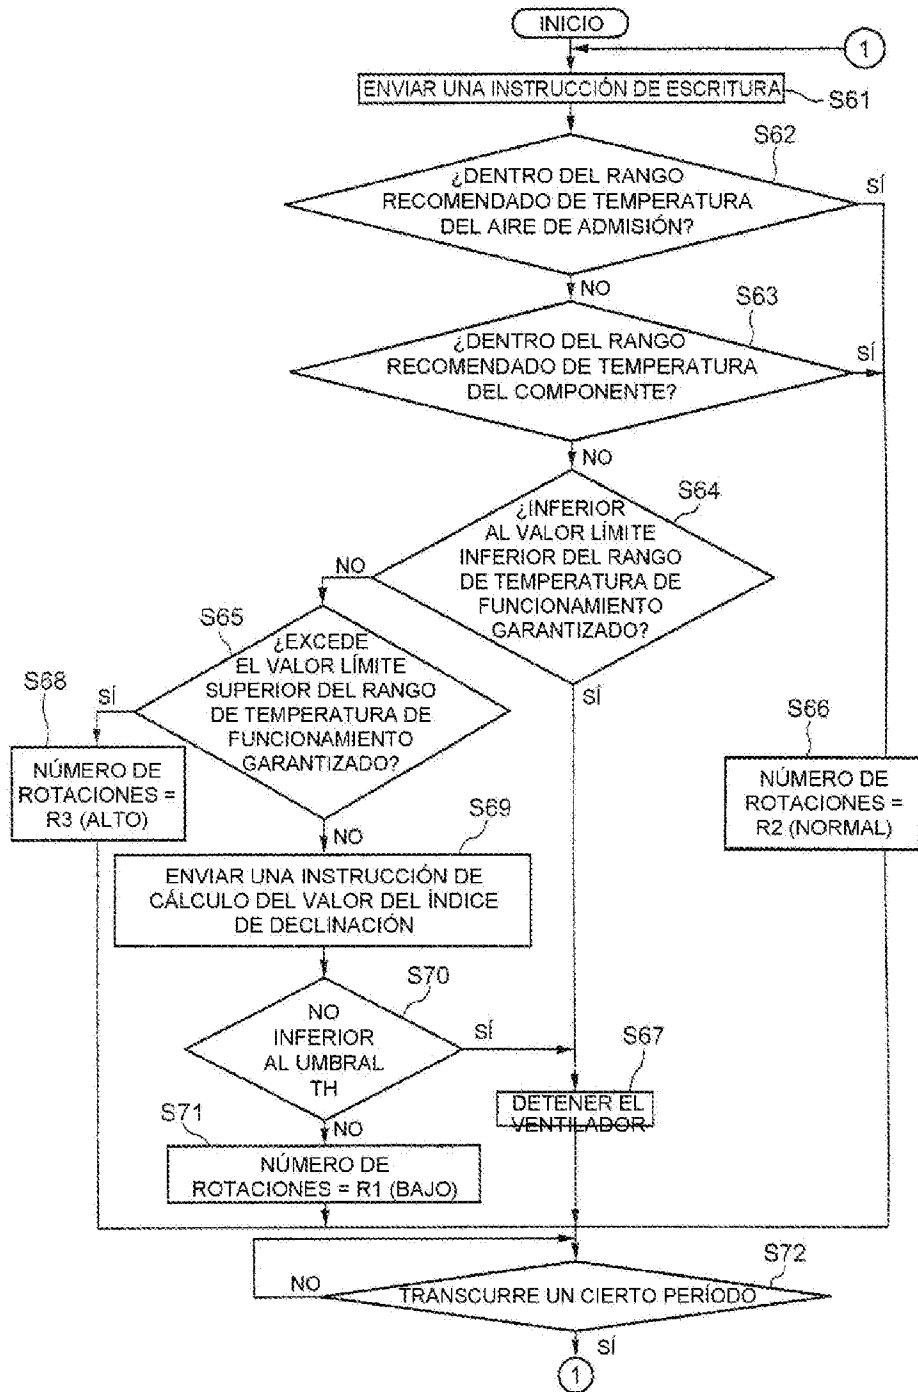 INICIO
1
ENVIAR UNA INSTRUCCIÓN DE ESCRITURA
S61
S62
¿DENTRO DEL RANGO
RECOMENDADO DE TEMPERATURA
DEL AIRE DE ADMISIÓN?
SÍ
NO
S63
¿DENTRO DEL RANGO
RECOMENDADO DE TEMPERATURA
DEL COMPONENTE?
SÍ
NO
S64
¿INFERIOR
AL VALOR LÍMITE
INFERIOR DEL RANGO
DE TEMPERATURA DE
FUNCIONAMIENTO
GARANTIZADO?
NO
SÍ
S65
¿EXCEDE
EL VALOR LÍMITE
SUPERIOR DEL RANGO
DE TEMPERATURA DE
FUNCIONAMIENTO
GARANTIZADO?
SÍ
NO
S68
NÚMERO DE
ROTACIONES =
R3 (ALTO)
S66
NÚMERO DE
ROTACIONES =
R2 (NORMAL)
S69
ENVIAR UNA INSTRUCCIÓN DE
CÁLCULO DEL VALOR DEL ÍNDICE
DE DECLINACIÓN
S70
NO
INFERIOR
AL UMBRAL
TH
SÍ
NO
S67
DETENER EL
VENTILADOR
S71
NÚMERO DE
ROTACIONES = R1 (BAJO)
S72
TRANSCURRE UN CIERTO PERÍODO
NO
SÍ
1